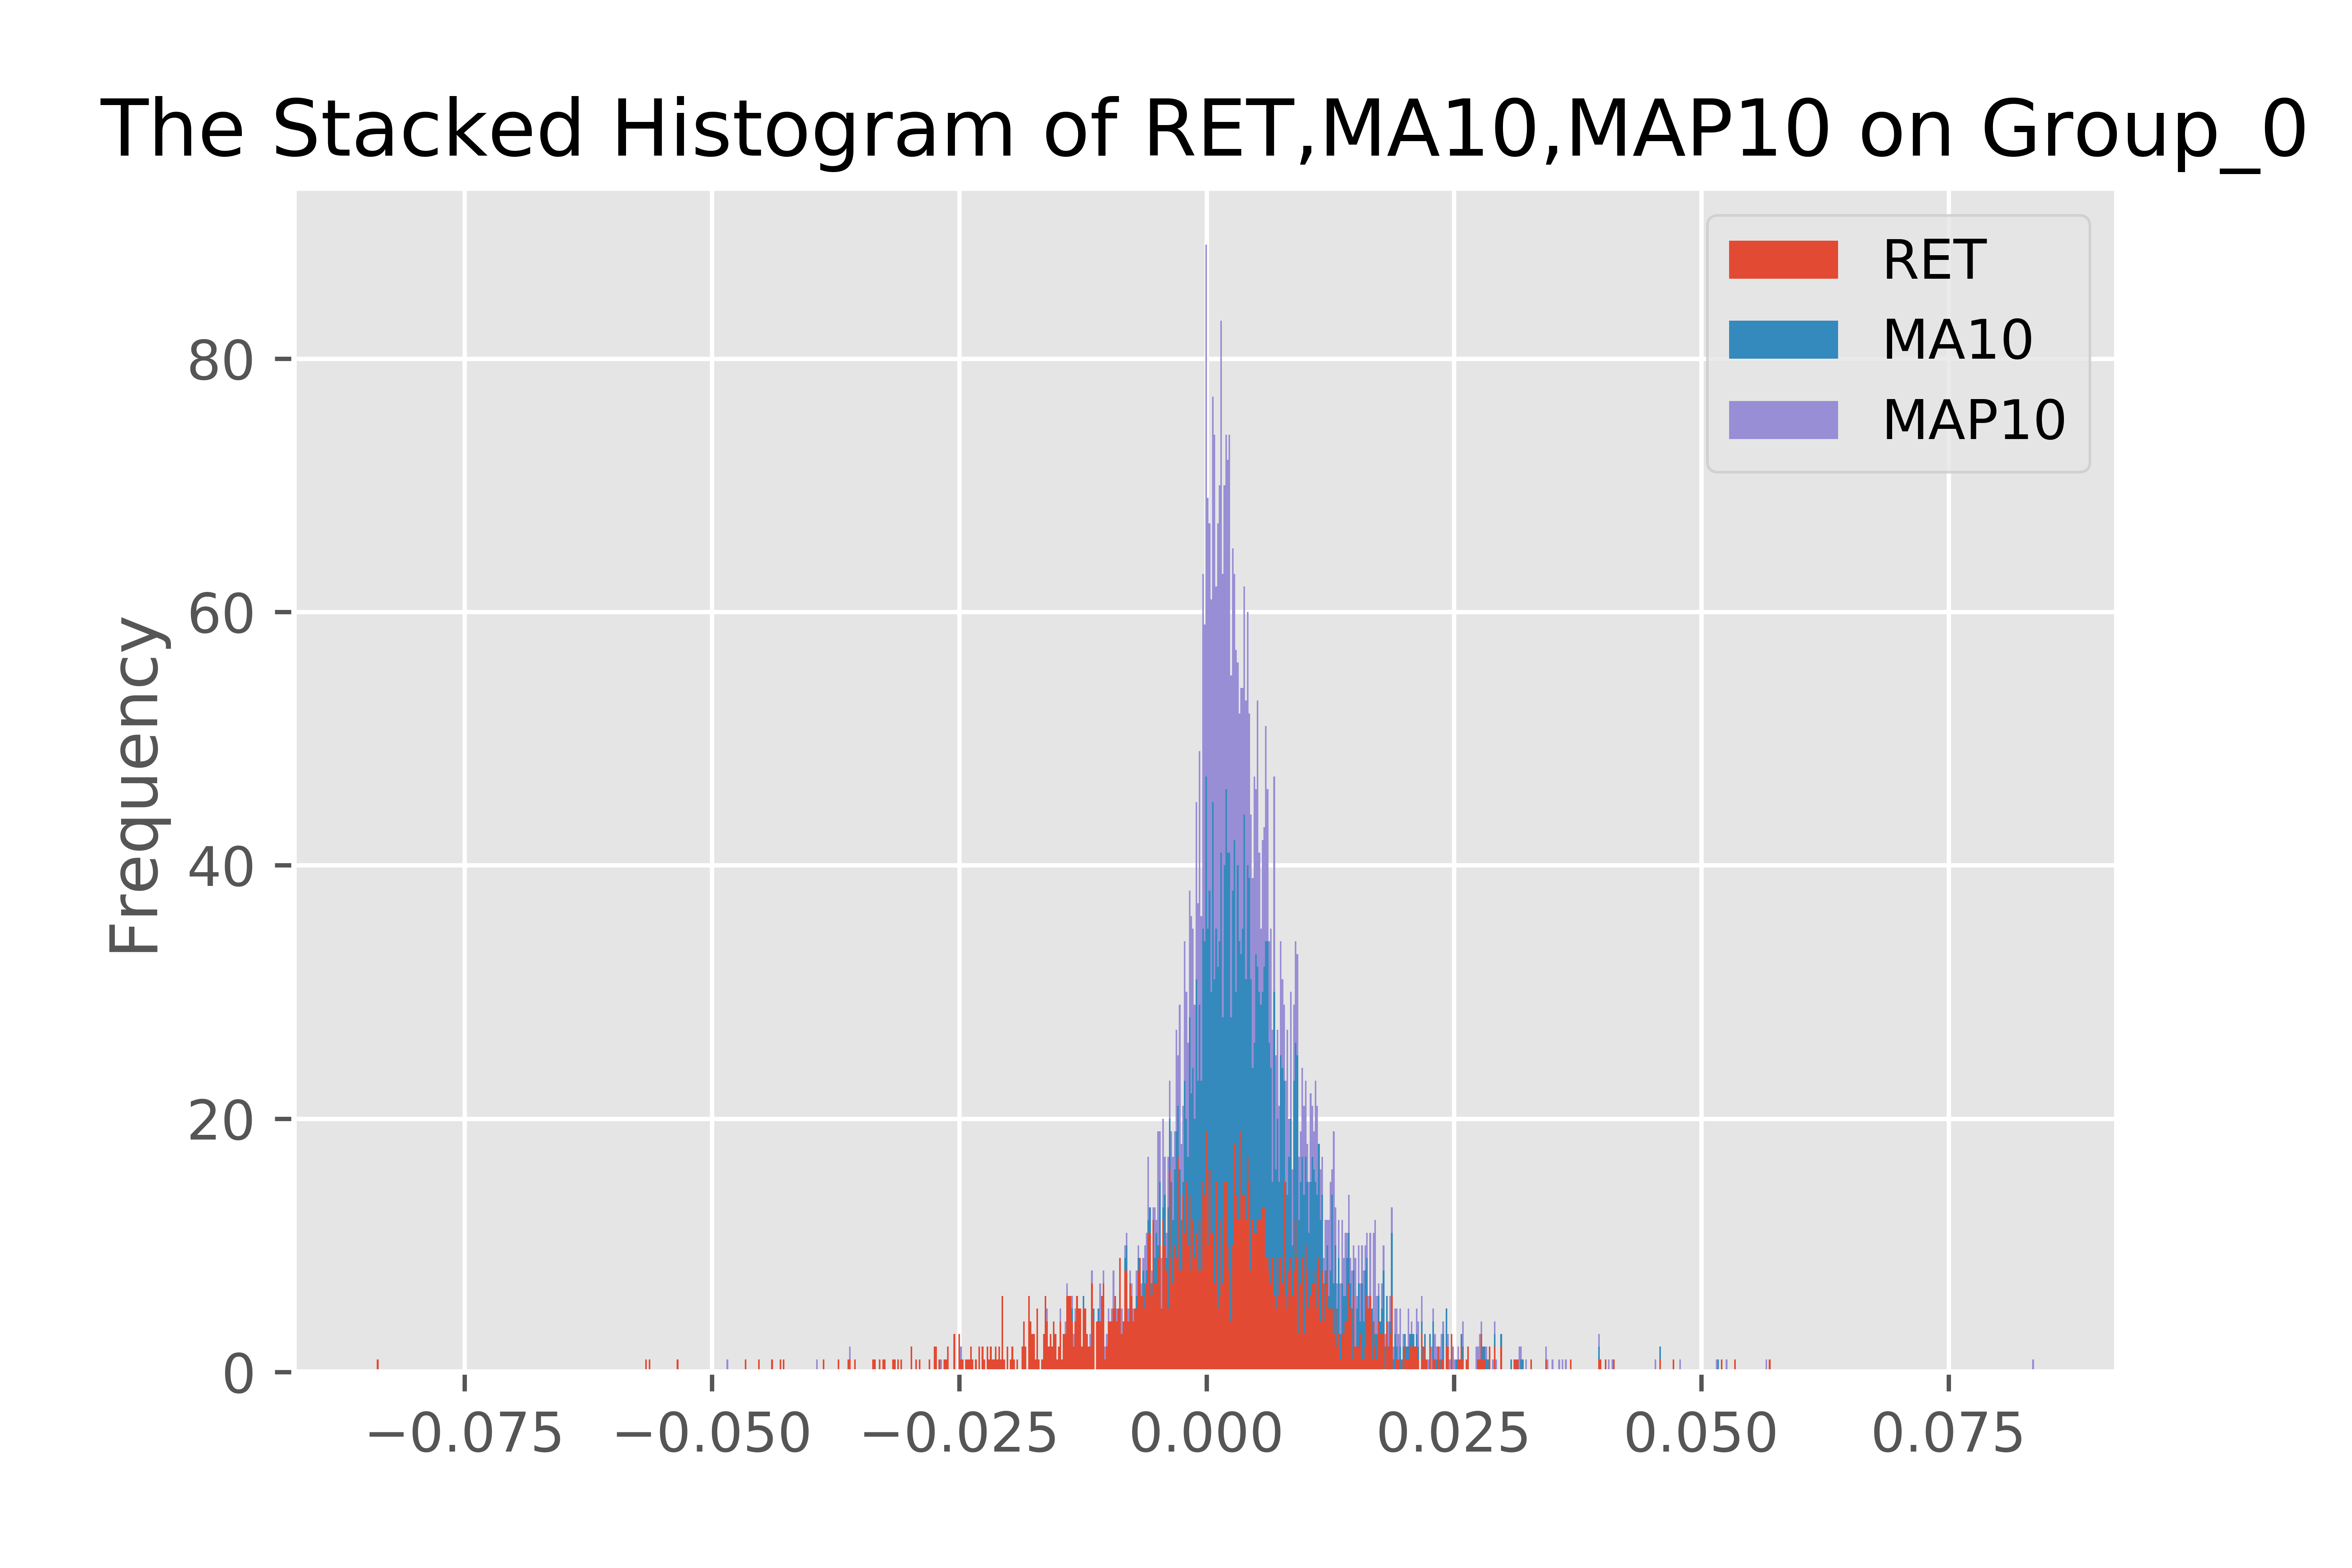 The Stacked Histogram of RET,MA10,MAP10 on Group_0
RET
MA10
MAP10
Frequency
80
60
40
20
0
−0.075 −0.050 −0.025 0.000 0.025 0.050 0.075